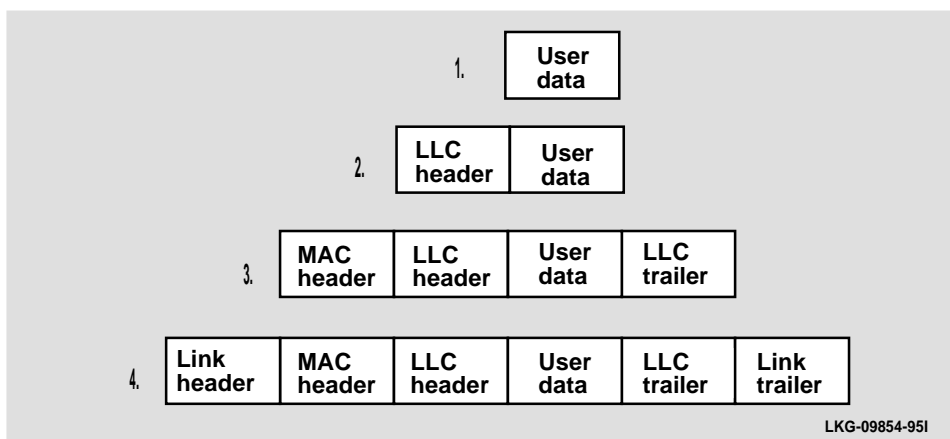 1. User data
2. LLC header User data
3. MAC header LLC header User data LLC trailer
4. Link header MAC header LLC header User data LLC trailer Link trailer
LKG-09854-95I